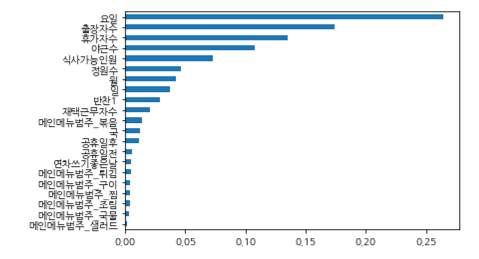 요일
출장자수
휴가자수
야근수
식사가능인원
정원수
월
일
반찬1
재택근무자수
메인메뉴범주_볶음
국
공휴일후
공휴일전
연차쓰기좋은날
메인메뉴범주_튀김
메인메뉴범주_구이
메인메뉴범주_찜
메인메뉴범주_조림
메인메뉴범주_국물
메인메뉴범주_샐러드
0,00 0,05 0,10 0,15 0,20 0,25